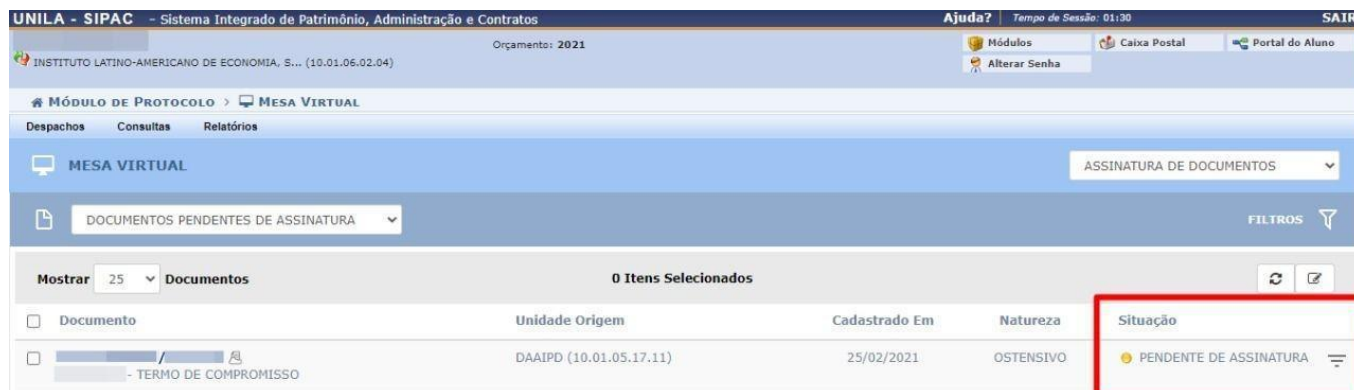 UNILA - SIPAC - Sistema Integrado de Patrimônio, Administração e Contratos Ajuda? Tempo de Sessão: 01:30 SAIR
Orçamento: 2021 Módulos Caixa Postal Portal do Aluno
INSTITUTO LATINO-AMERICANO DE ECONOMIA, S... (10.01.06.02.04) Alterar Senha
MÓDULO DE PROTOCOLO > MESA VIRTUAL
Despachos Consultas Relatórios
MESA VIRTUAL ASSINATURA DE DOCUMENTOS
DOCUMENTOS PENDENTES DE ASSINATURA FILTROS
Mostrar 25 Documentos 0 Itens Selecionados
Documento Unidade Origem Cadastrado Em Natureza Situação
/ DAAIPD (10.01.05.17.11) 25/02/2021 OSTENSIVO PENDENTE DE ASSINATURA
- TERMO DE COMPROMISSO